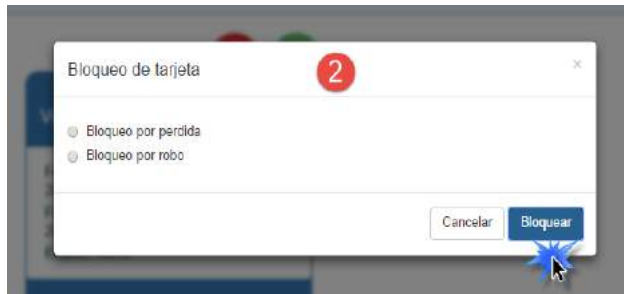 Bloqueo de tarjeta
2
×
Bloqueo por perdida
Bloqueo por robo
Cancelar
Bloquear